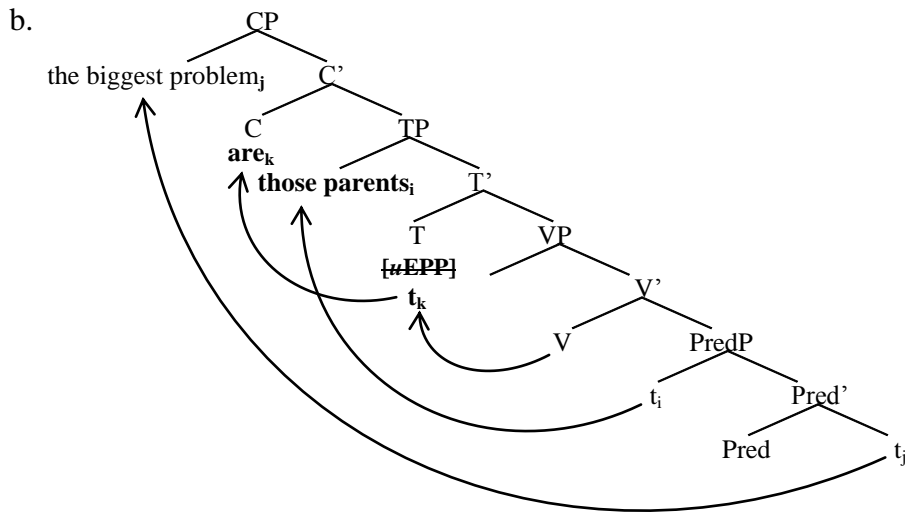 b.
CP
the biggest problemj
C'
C
TP
arek
those parentsi
T'
T
VP
[uEPP]
tk
V'
V
PredP
ti
Pred'
Pred
tj